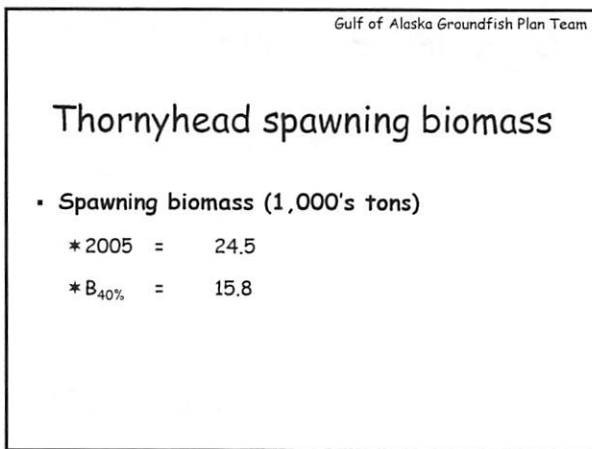 Gulf of Alaska Groundfish Plan Team
Thornyhead spawning biomass
▪ Spawning biomass (1,000's tons)
* 2005 = 24.5
* B40% = 15.8